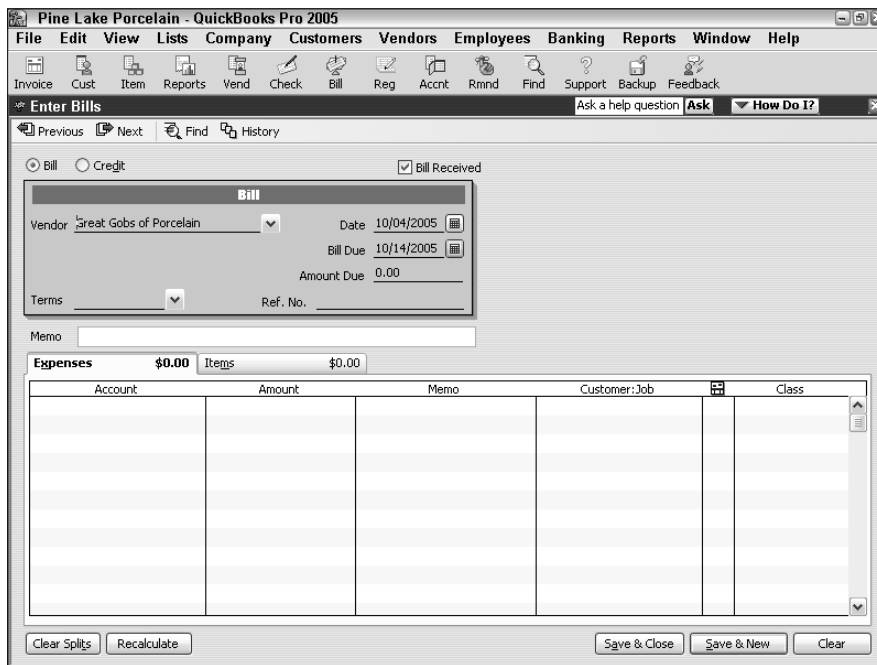 Pine Lake Porcelain - QuickBooks Pro 2005
File Edit View Lists Company Customers Vendors Employees Banking Reports Window Help
Invoice Cust Item Reports Vend Check Bill Reg Accnt Rmnd Find Support Backup Feedback
Enter Bills Ask a help question Ask How Do I?
Previous Next Find History
Bill Credit Bill Received
Bill
Vendor Great Gobs of Porcelain Date 10/04/2005
Bill Due 10/14/2005
Amount Due 0.00
Terms Ref. No.
Memo
Expenses $0.00 Items $0.00
Account Amount Memo Customer:Job Class
Clear Splits Recalculate Save & Close Save & New Clear